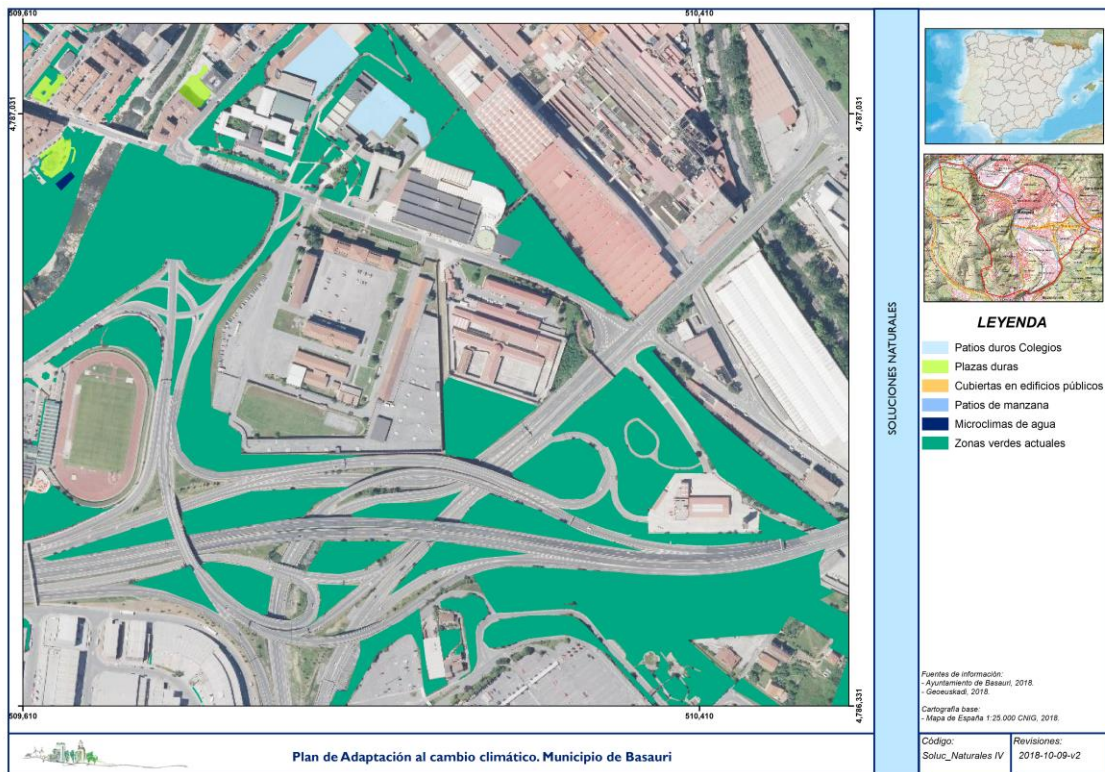 509,610
510,410
4,787,031
4,787,031
SOLUCIONES NATURALES
LEYENDA
Patios duros Colegios
Plazas duras
Cubiertas en edificios públicos
Patios de manzana
Microclimas de agua
Zonas verdes actuales
4,786,331
4,786,331
509,610
510,410
Fuentes de información:
- Ayuntamiento de Basauri, 2018.
- Geoeuskadi, 2018.
Cartografía base:
- Mapa de España 1:25.000 CNIG, 2018.
Plan de Adaptación al cambio climático. Municipio de Basauri
Código:
Soluc_Naturales IV
Revisiones:
2018-10-09-v2